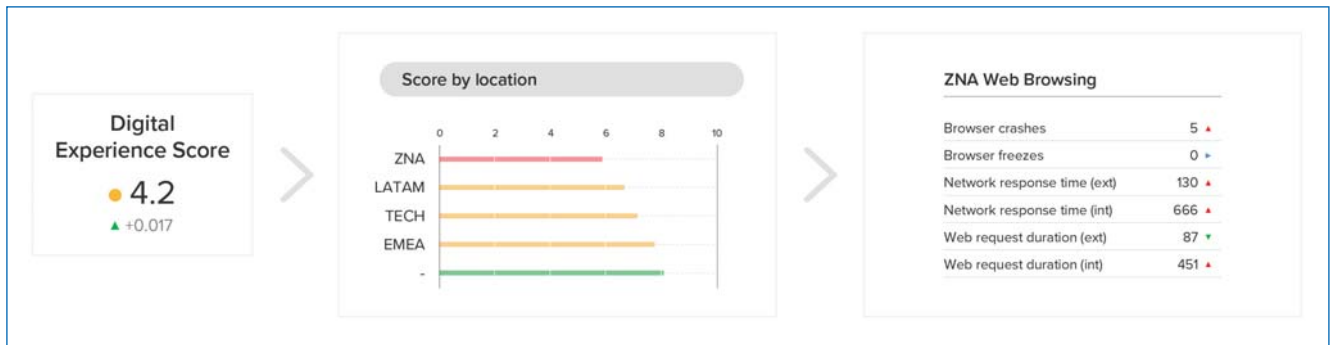 Digital
Experience Score
4.2
▲ +0.017
Score by location
0 2 4 6 8 10
ZNA
LATAM
TECH
EMEA
-
ZNA Web Browsing
Browser crashes 5 ▲
Browser freezes 0 ▶
Network response time (ext) 130 ▲
Network response time (int) 666 ▲
Web request duration (ext) 87 ▼
Web request duration (int) 451 ▲